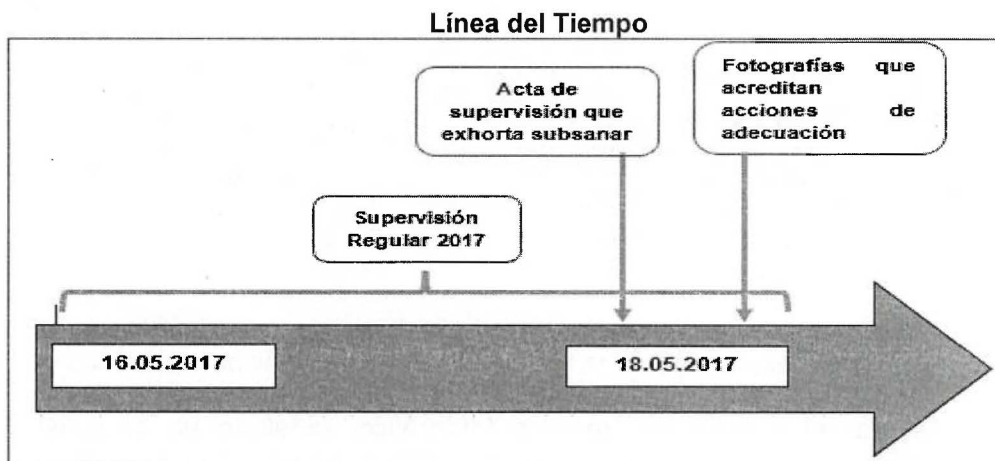 Línea del Tiempo
Acta de
supervisión que
exhorta subsanar
Fotografías que
acreditan
acciones de
adecuación
Supervisión
Regular 2017
16.05.2017
18.05.2017